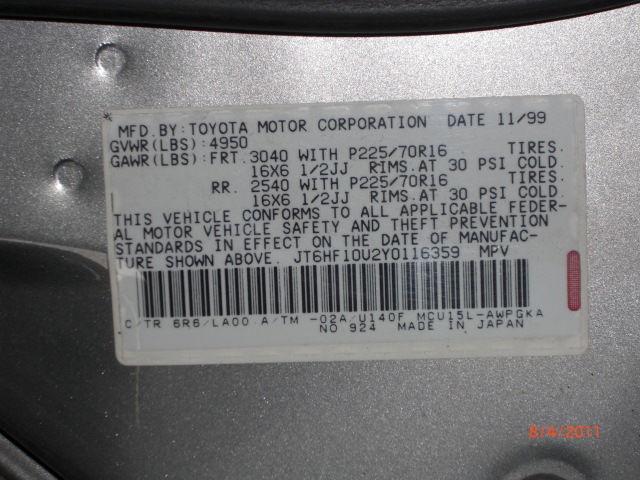 MFD.BY:TOYOTA MOTOR CORPORATION DATE 11/99
GVWR(LBS):4950
GAWR(LBS):FRT.3040 WITH P225/70R16 TIRES.
16X6 1/2JJ RIMS.AT 30 PSI COLD.
RR. 2540 WITH P225/70R16 TIRES.
16X6 1/2JJ RIMS.AT 30 PSI COLD.
THIS VEHICLE CONFORMS TO ALL APPLICABLE FEDER-
AL MOTOR VEHICLE SAFETY AND THEFT PREVENTION
STANDARDS IN EFFECT ON THE DATE OF MANUFAC-
TURE SHOWN ABOVE. JT6HF10U2Y0116359 MPV
C/TR 6R6/LA00 A/TM -02A/U140F MCU15L-AWPGKA
NO 924 MADE IN JAPAN
8/4/2011